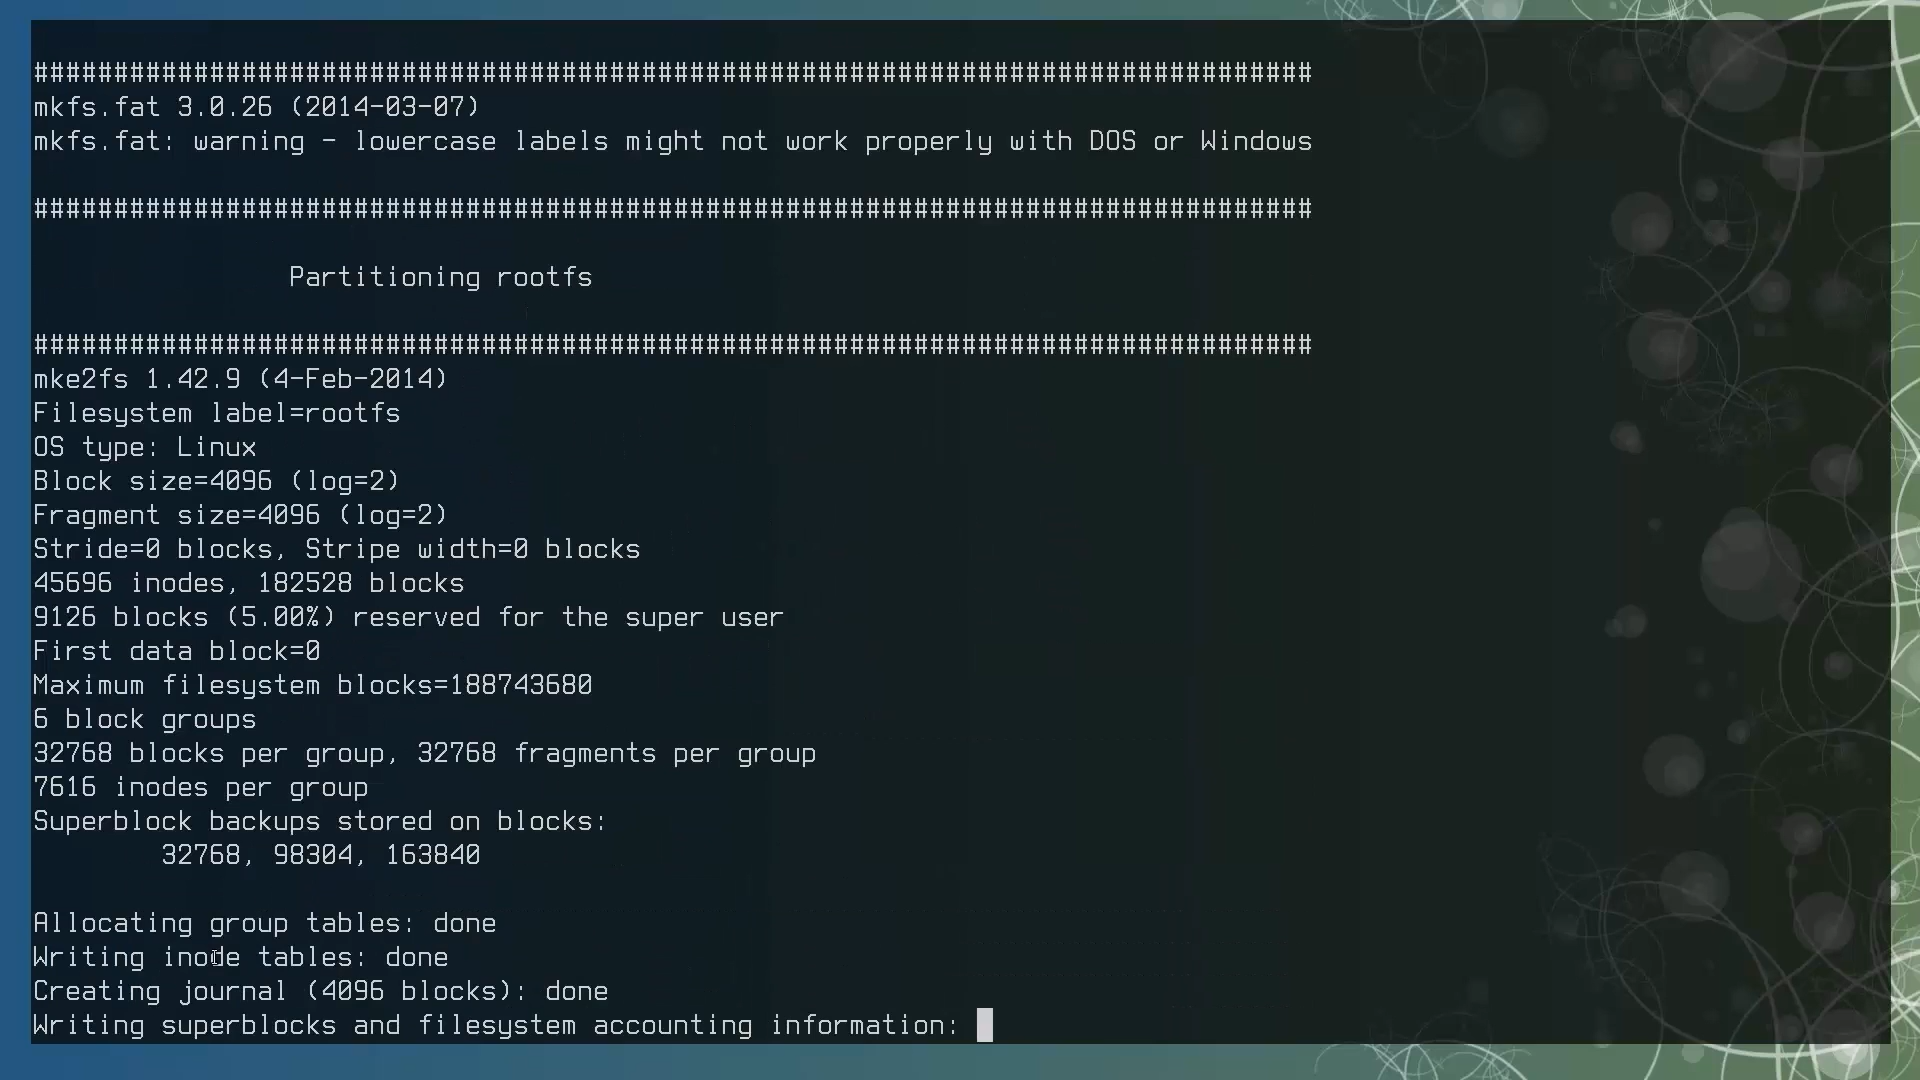 ################################################################################
mkfs.fat 3.0.26 (2014-03-07)
mkfs.fat: warning - lowercase labels might not work properly with DOS or Windows
################################################################################
Partitioning rootfs
################################################################################
mke2fs 1.42.9 (4-Feb-2014)
Filesystem label=rootfs
OS type: Linux
Block size=4096 (log=2)
Fragment size=4096 (log=2)
Stride=0 blocks, Stripe width=0 blocks
45696 inodes, 182528 blocks
9126 blocks (5.00%) reserved for the super user
First data block=0
Maximum filesystem blocks=188743680
6 block groups
32768 blocks per group, 32768 fragments per group
7616 inodes per group
Superblock backups stored on blocks:
32768, 98304, 163840
Allocating group tables: done
Writing inode tables: done
Creating journal (4096 blocks): done
Writing superblocks and filesystem accounting information: